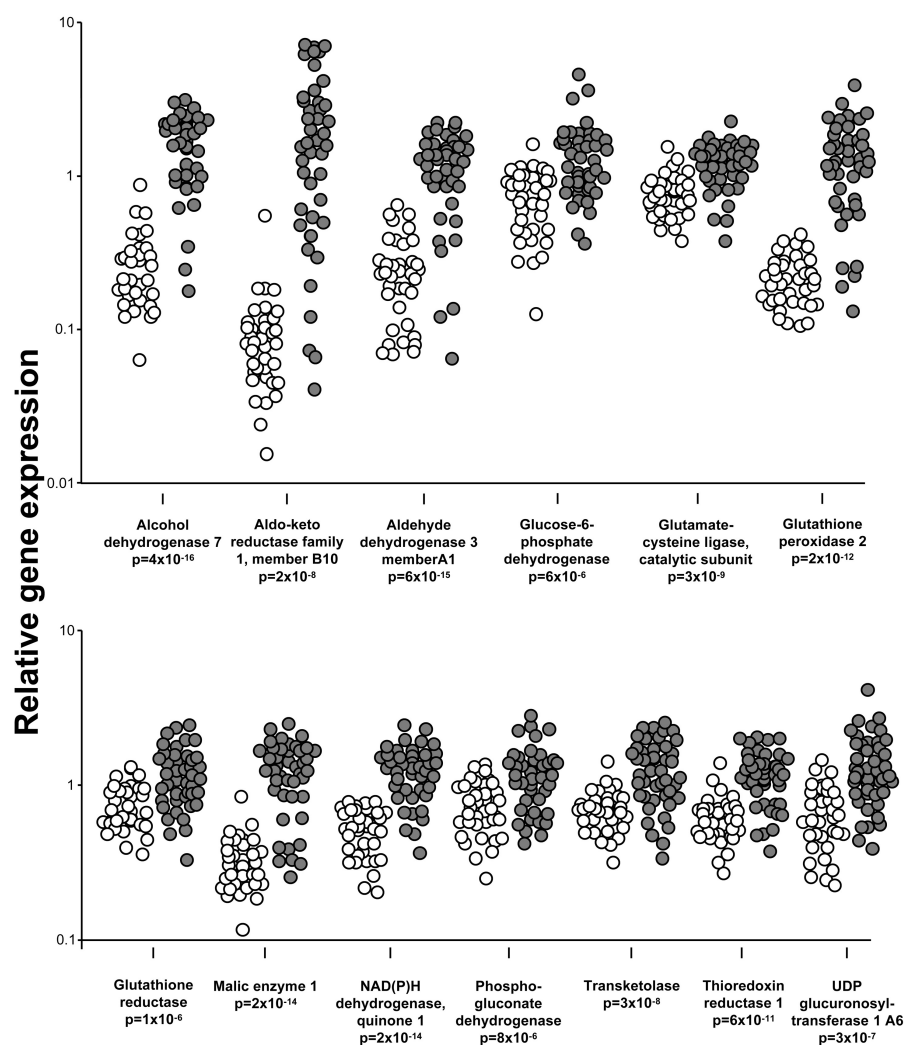 Relative gene expression
10
1
0.1
0.01
Alcohol
dehydrogenase 7
p=4x10-16
Aldo-keto
reductase family
1, member B10
p=2x10-8
Aldehyde
dehydrogenase 3
memberA1
p=6x10-15
Glucose-6-
phosphate
dehydrogenase
p=6x10-6
Glutamate-
cysteine ligase,
catalytic subunit
p=3x10-9
Glutathione
peroxidase 2
p=2x10-12
10
1
0.1
Glutathione
reductase
p=1x10-6
Malic enzyme 1
p=2x10-14
NAD(P)H
dehydrogenase,
quinone 1
p=2x10-14
Phospho-
gluconate
dehydrogenase
p=8x10-6
Transketolase
p=3x10-8
Thioredoxin
reductase 1
p=6x10-11
UDP
glucuronosyl-
transferase 1 A6
p=3x10-7